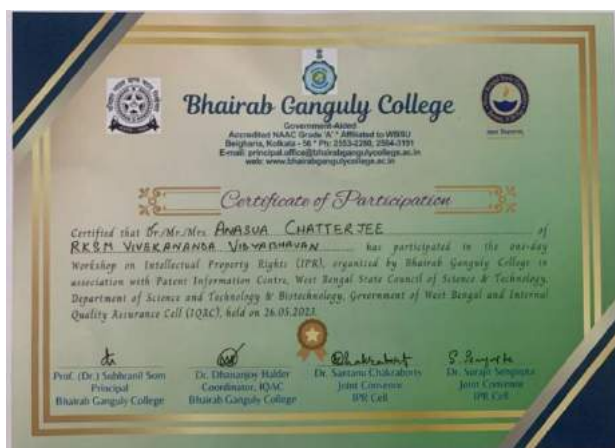 Bhairab Ganguly College
Government-Aided
Accredited NAAC Grade 'A' * Affiliated to WBSU
Belgharia, Kolkata - 56 * Ph: 2553-2280, 2564-3191
E-mail: principal.office@bhairabgangulycollege.ac.in
web: www.bhairabgangulycollege.ac.in
Certificate of Participation
Certified that Dr./Mr./Mrs. ANASUA CHATTERJEE of
RKSM VIVEKANANDA VIDYABHAVAN has participated in the one-day
Workshop on Intellectual Property Rights (IPR), organized by Bhairab Ganguly College in
association with Patent Information Centre, West Bengal State Council of Science & Technology,
Department of Science and Technology & Biotechnology, Government of West Bengal and Internal
Quality Assurance Cell (IQAC), held on 26.05.2023.
Prof. (Dr.) Subhranil Som
Principal
Bhairab Ganguly College
Dr. Dhananjoy Halder
Coordinator, IQAC
Bhairab Ganguly College
Dr. Santanu Chakraborty
Joint Convenor
IPR Cell
S. Sengupta
Dr. Surajit Sengupta
Joint Convenor
IPR Cell